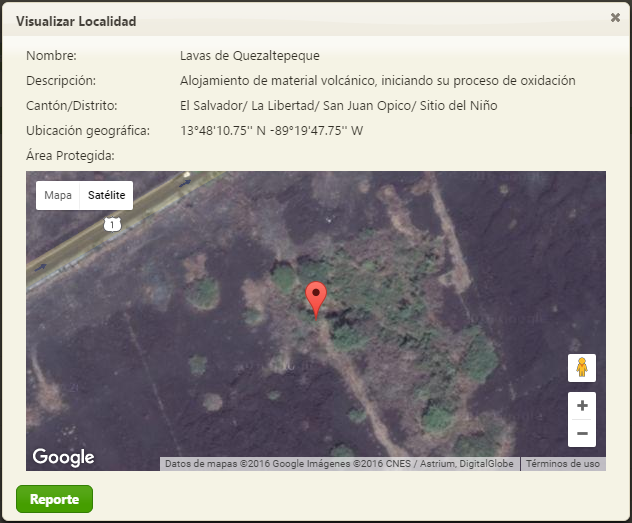 Visualizar Localidad
Nombre: Lavas de Quezaltepeque
Descripción: Alojamiento de material volcánico, iniciando su proceso de oxidación
Cantón/Distrito: El Salvador/ La Libertad/ San Juan Opico/ Sitio del Niño
Ubicación geográfica: 13°48'10.75'' N -89°19'47.75'' W
Área Protegida:
Mapa Satélite
1
Google
Datos de mapas ©2016 Google Imágenes ©2016 CNES / Astrium, DigitalGlobe Términos de uso
Reporte